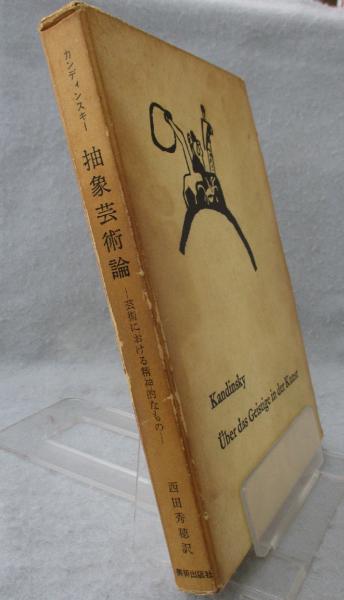 カンディンスキー
抽象芸術論
―芸術における精神的なもの―
西田秀穂訳
美術出版社
Kandinsky
Über das Geistige in der Kunst